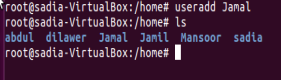 root@sadia-VirtualBox:/home# useradd Jamal
root@sadia-VirtualBox:/home# ls
abdul dilawer Jamal Jamil Mansoor sadia
root@sadia-VirtualBox:/home#